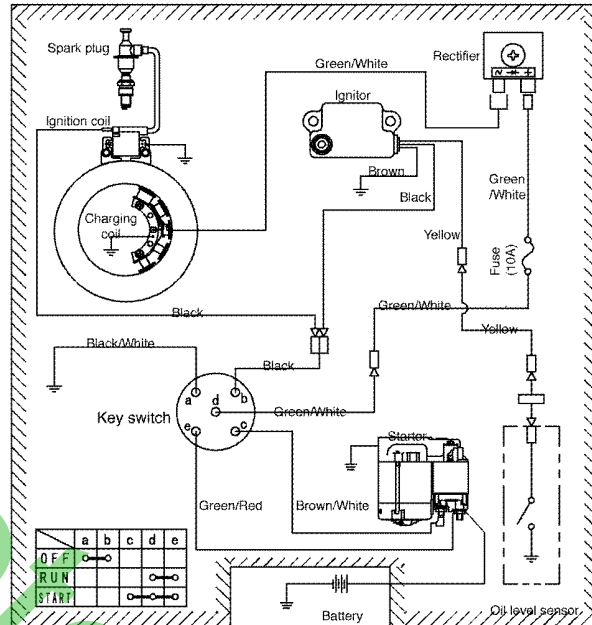 Spark plug
Rectifier
Green/White
Ignition coil
Ignitor
Brown
Black
Charging
coil
Green
/White
Yellow
Fuse
(10A)
Green/White
Black
Yellow
Black/White
Black
a
b
d
Key switch
e
c
Green/White
Startor
Green/Red
Brown/White
a b c d e
OFF
RUN
START
Battery
Oil level sensor